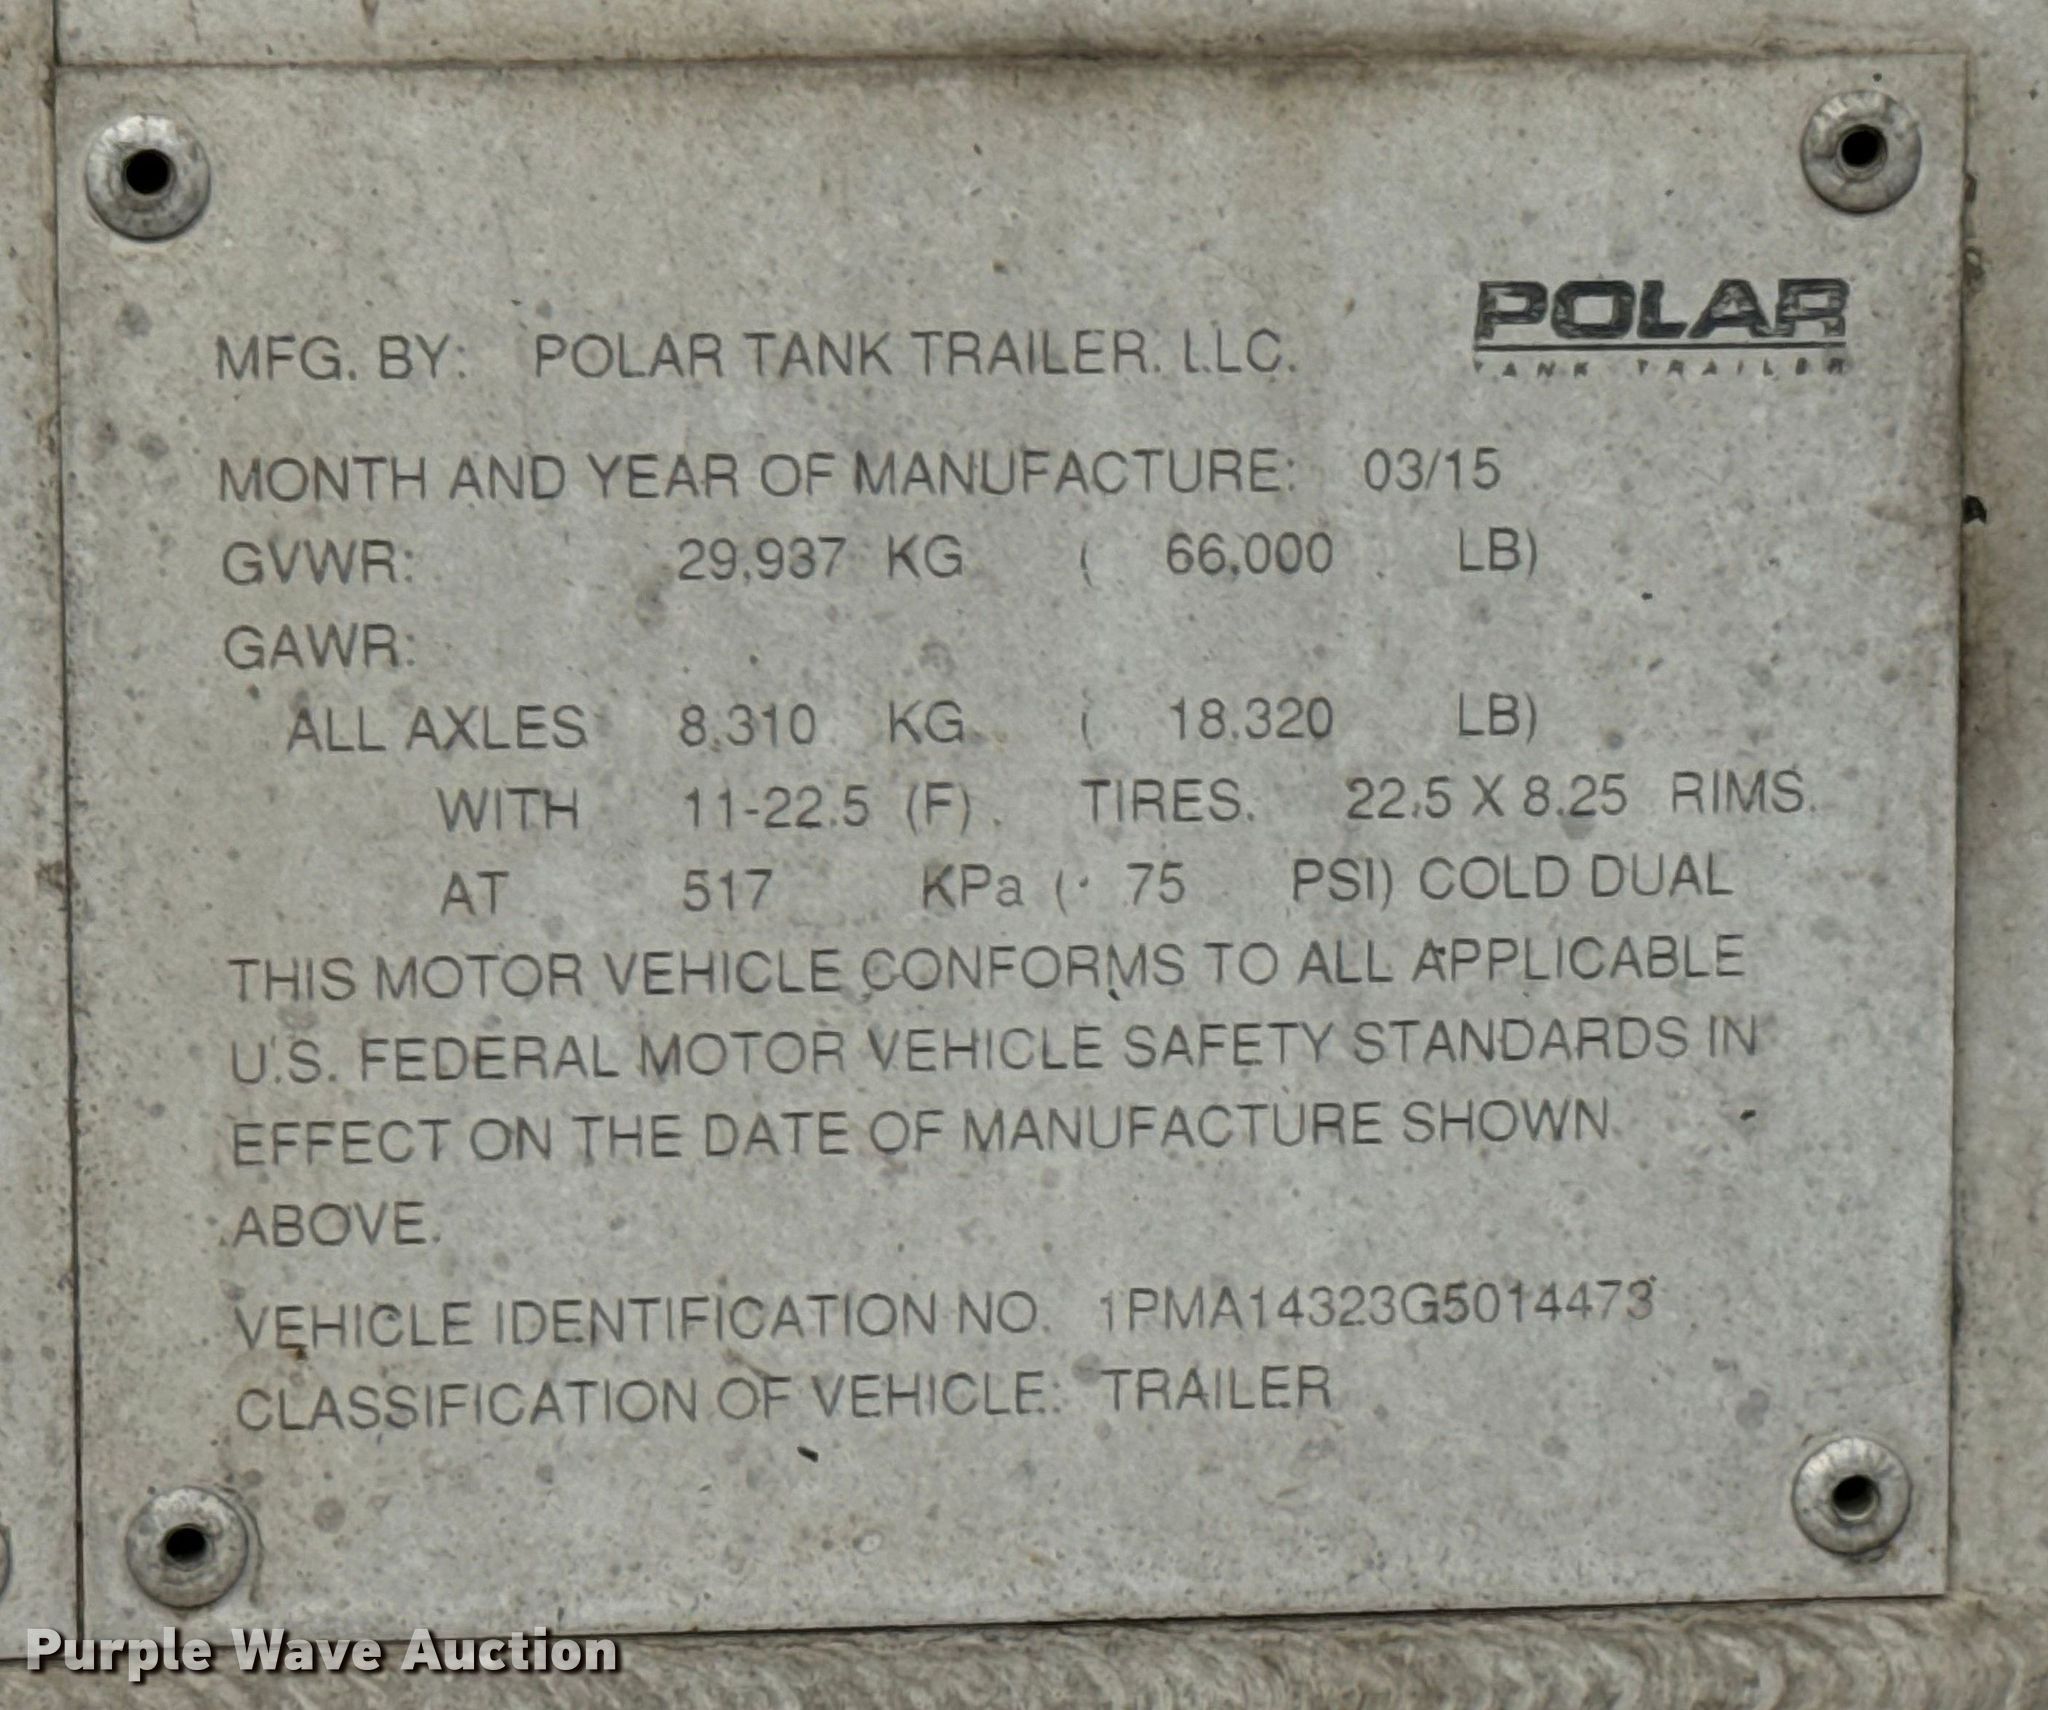 POLAR
TANK TRAILER
MFG. BY: POLAR TANK TRAILER, LLC.
MONTH AND YEAR OF MANUFACTURE: 03/15
GVWR: 29,937 KG ( 66,000 LB)
GAWR:
ALL AXLES 8,310 KG ( 18,320 LB)
WITH 11-22.5 (F) . TIRES. 22.5 X 8.25 RIMS.
AT 517 KPa ( 75 PSI) COLD DUAL
THIS MOTOR VEHICLE CONFORMS TO ALL APPLICABLE
U.S. FEDERAL MOTOR VEHICLE SAFETY STANDARDS IN
EFFECT ON THE DATE OF MANUFACTURE SHOWN
ABOVE.
VEHICLE IDENTIFICATION NO. 1PMA14323G5014473
CLASSIFICATION OF VEHICLE: TRAILER
Purple Wave Auction